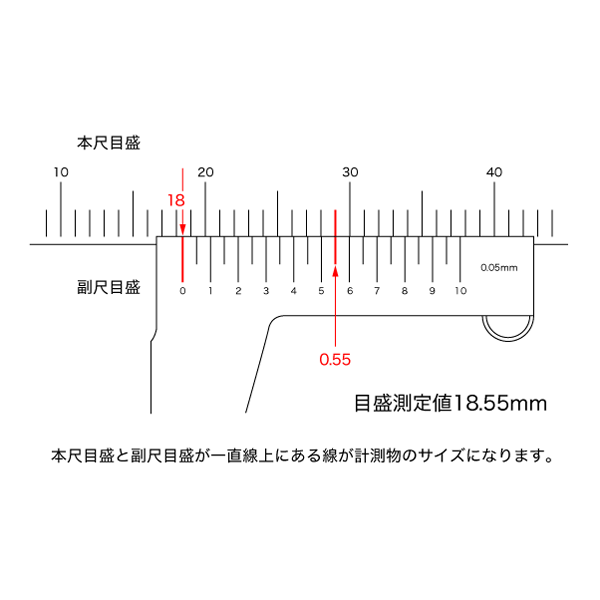 本尺目盛
10 20 30 40
18
0.05mm
副尺目盛
0 1 2 3 4 5 6 7 8 9 10
0.55
目盛測定値18.55mm
本尺目盛と副尺目盛が一直線上にある線が計測物のサイズになります。